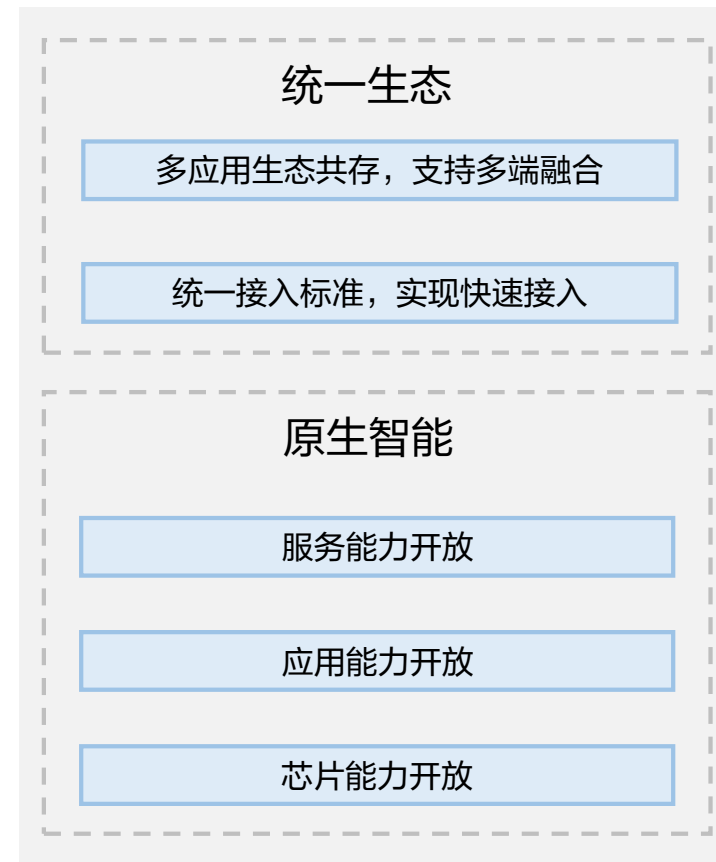 统一生态
多应用生态共存，支持多端融合
统一接入标准，实现快速接入
原生智能
服务能力开放
应用能力开放
芯片能力开放